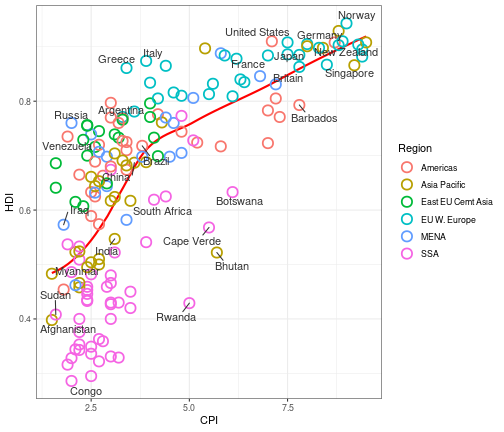 Norway
United States
Germany
Italy
Japan
New Zealand
Greece
France
Singapore
Britain
Argentina
Barbados
Russia
Venezuela
Brazil
China
Botswana
Iraq
South Africa
Cape Verde
India
Bhutan
Myanmar
Sudan
Rwanda
Afghanistan
Congo
0.8
0.6
0.4
HDI
2.5
5.0
7.5
CPI
Region
Americas
Asia Pacific
East EU Cemt Asia
EU W. Europe
MENA
SSA